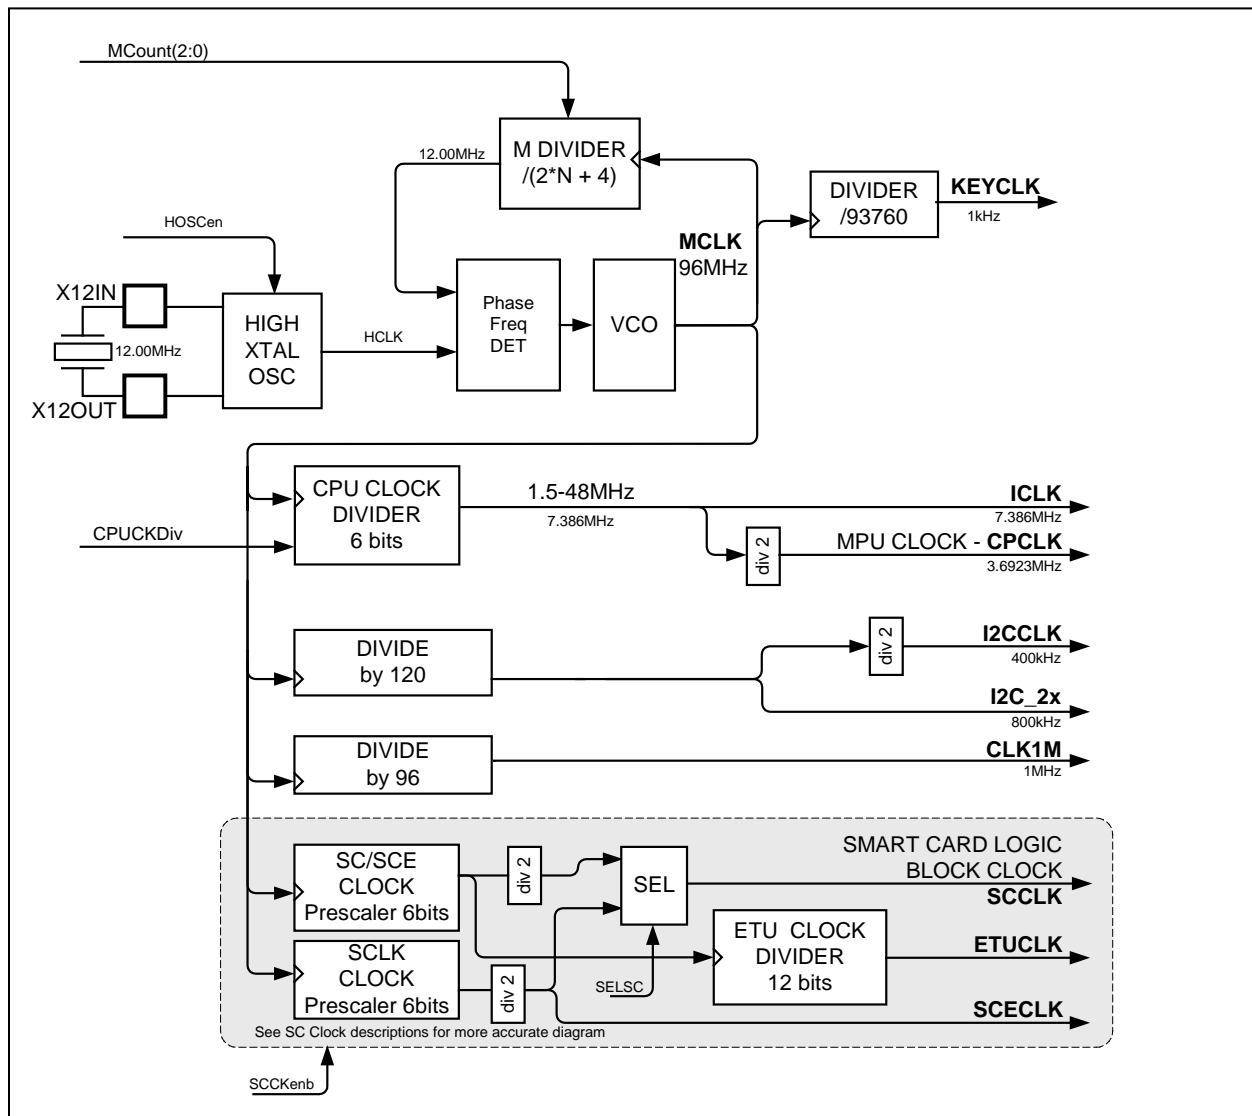 MCount(2:0)
M DIVIDER
/(2*N + 4)
12.00MHz
DIVIDER
/93760
KEYCLK
1kHz
HOSCen
MCLK
96MHz
X12IN
HIGH
XTAL
OSC
12.00MHz
X12OUT
HCLK
Phase
Freq
DET
VCO
CPU CLOCK
DIVIDER
6 bits
CPUCKDiv
1.5-48MHz
7.386MHz
ICLK
7.386MHz
div 2
MPU CLOCK - CPCLK
3.6923MHz
DIVIDE
by 120
div 2
I2CCLK
400kHz
I2C_2x
800kHz
DIVIDE
by 96
CLK1M
1MHz
SC/SCE
CLOCK
Prescaler 6bits
div 2
SEL
SMART CARD LOGIC
BLOCK CLOCK
SCCLK
SCLK
CLOCK
Prescaler 6bits
div 2
SELSC
ETU CLOCK
DIVIDER
12 bits
ETUCLK
SCECLK
See SC Clock descriptions for more accurate diagram
SCCKenb